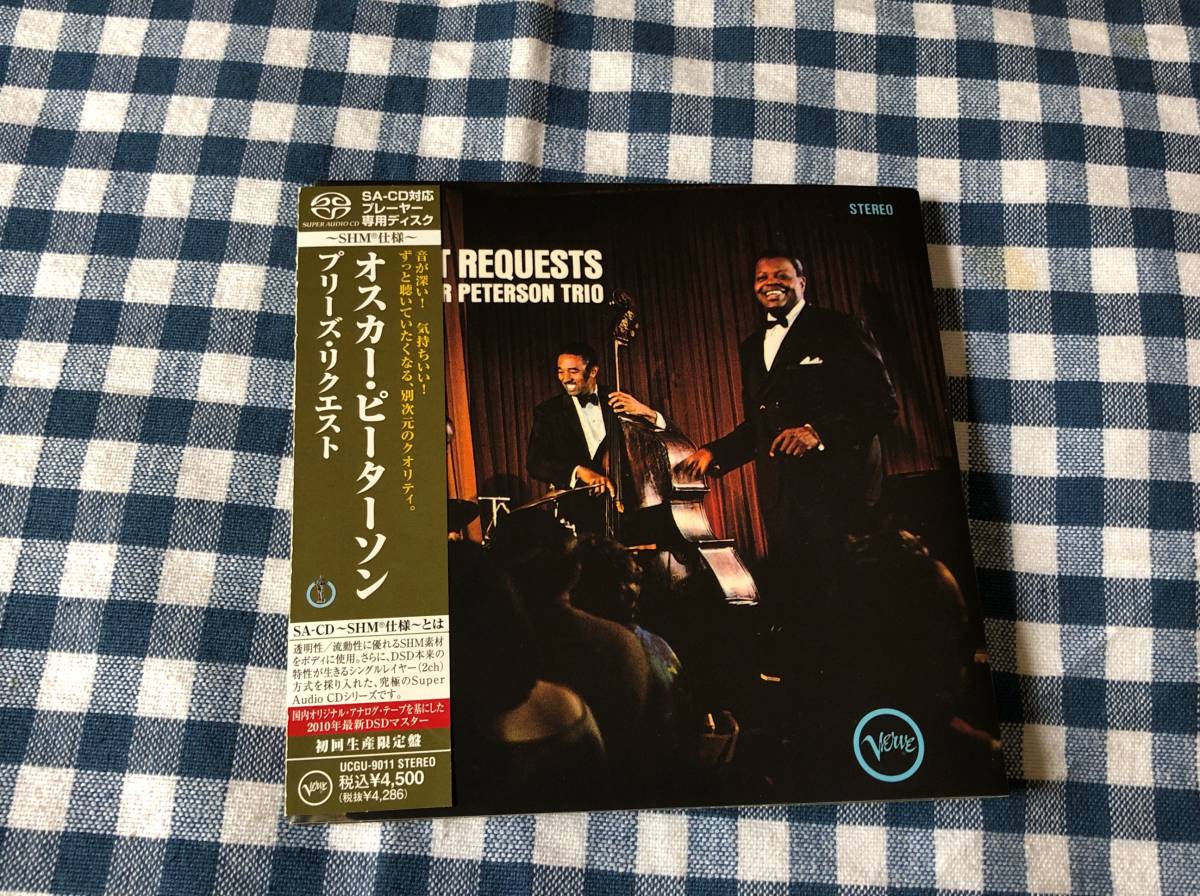 SUPER AUDIO CD
SA-CD対応
プレーヤー
専用ディスク
～SHM®仕様～
音が深い! 気持ちいい!
ずっと聴いていたくなる、別次元のクオリティ。
オスカー・ピーターソン
プリーズ・リクエスト
SA-CD～SHM®仕様～とは
透明性/流動性に優れるSHM素材
をボディに使用。さらに、DSD本来の
特性が生きるシングルレイヤー(2ch)
方式を採り入れた、究極のSuper
Audio CDシリーズです。
国内オリジナル・アナログ・テープを基にした
2010年最新DSDマスター
初回生産限定盤
UCGU-9011 STEREO
税込¥4,500
(税抜¥4,286)
Verve
STEREO
T REQUESTS
R PETERSON TRIO
Verve